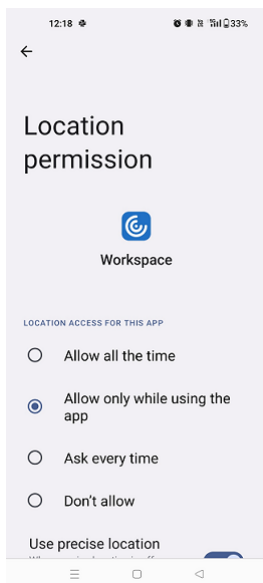 12:18 33%
Location
permission
Workspace
LOCATION ACCESS FOR THIS APP
Allow all the time
Allow only while using the
app
Ask every time
Don't allow
Use precise location